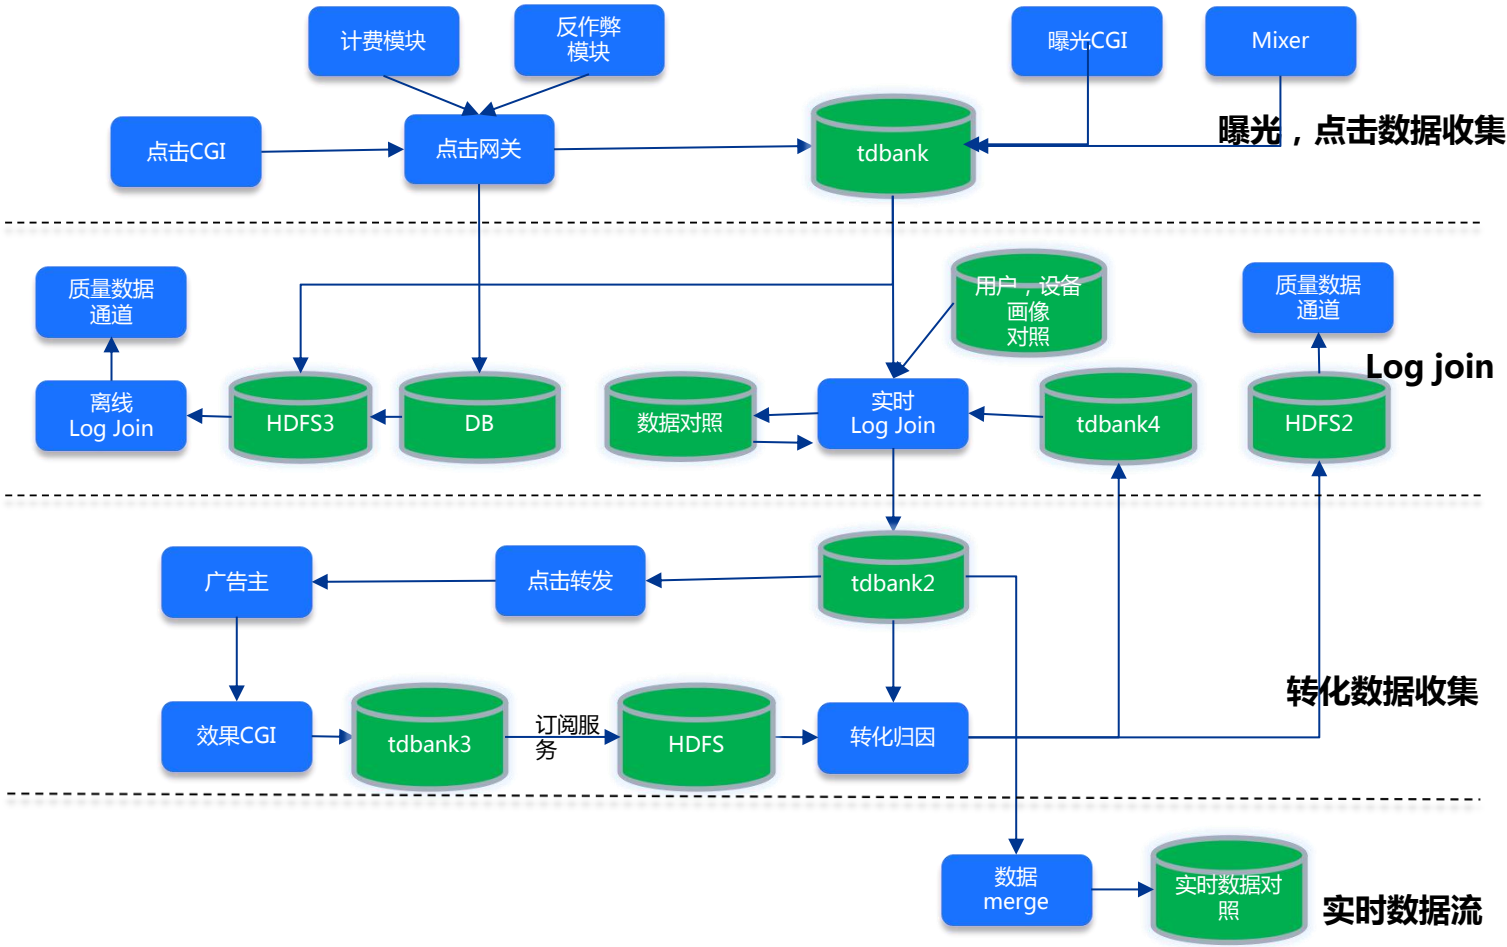 计费模块
反作弊
模块
曝光CGI
Mixer
点击CGI
点击网关
tdbank
曝光，点击数据收集
质量数据
通道
用户，设备
画像
对照
质量数据
通道
Log join
离线
Log Join
HDFS3
DB
数据对照
实时
Log Join
tdbank4
HDFS2
广告主
点击转发
tdbank2
转化数据收集
效果CGI
tdbank3
订阅服
务
HDFS
转化归因
数据
merge
实时数据对
照
实时数据流